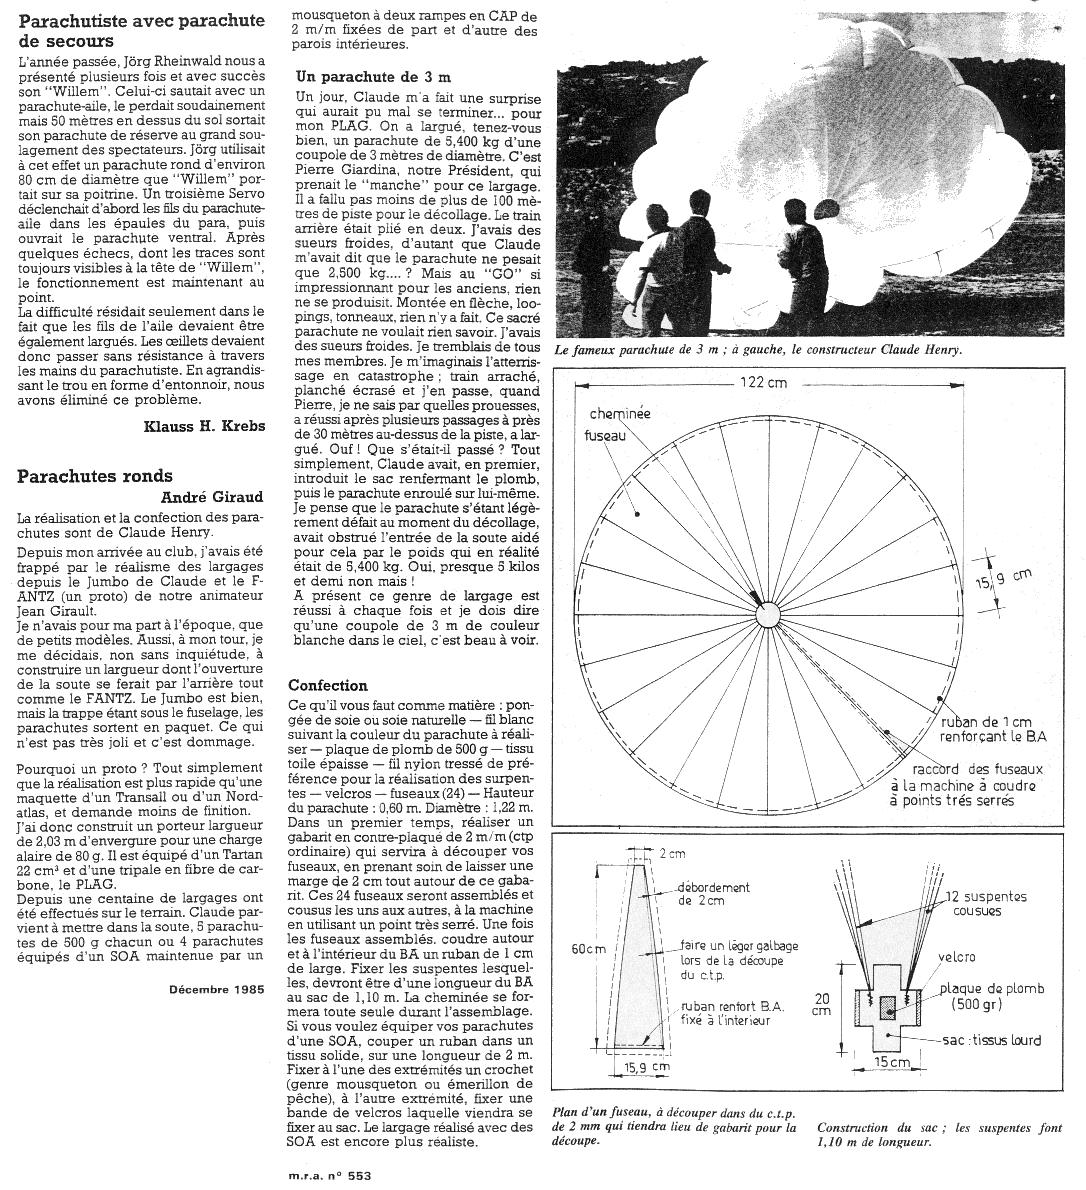 Parachutiste avec parachute
de secours
L'année passée, Jörg Rheinwald nous a
présenté plusieurs fois et avec succès
son "Willem". Celui-ci sautait avec un
parachute-aile, le perdait soudainement
mais 50 mètres en dessus du sol sortait
son parachute de réserve au grand sou-
lagement des spectateurs. Jörg utilisait
à cet effet un parachute rond d'environ
80 cm de diamètre que "Willem" por-
tait sur sa poitrine. Un troisième Servo
déclenchait d'abord les fils du parachute-
aile dans les épaules du para, puis
ouvrait le parachute ventral. Après
quelques échecs, dont les traces sont
toujours visibles à la tête de "Willem",
le fonctionnement est maintenant au
point.
La difficulté résidait seulement dans le
fait que les fils de l'aile devaient être
également largués. Les œillets devaient
donc passer sans résistance à travers
les mains du parachutiste. En agrandis-
sant le trou en forme d'entonnoir, nous
avons éliminé ce problème.
Klauss H. Krebs
Parachutes ronds
André Giraud
La réalisation et la confection des para-
chutes sont de Claude Henry.
Depuis mon arrivée au club, j'avais été
frappé par le réalisme des largages
depuis le Jumbo de Claude et le F-
ANTZ (un proto) de notre animateur
Jean Girault.
Je n'avais pour ma part à l'époque, que
de petits modèles. Aussi, à mon tour, je
me décidais, non sans inquiétude, à
construire un largueur dont l'ouverture
de la soute se ferait par l'arrière tout
comme le FANTZ. Le Jumbo est bien,
mais la trappe étant sous le fuselage, les
parachutes sortent en paquet. Ce qui
n'est pas très joli et c'est dommage.
Pourquoi un proto ? Tout simplement
que la réalisation est plus rapide qu'une
maquette d'un Transall ou d'un Nord-
atlas, et demande moins de finition.
J'ai donc construit un porteur largueur
de 2,03 m d'envergure pour une charge
alaire de 80 g. Il est équipé d'un Tartan
22 cm³ et d'une tripale en fibre de car-
bone, le PLAG.
Depuis une centaine de largages ont
été effectués sur le terrain. Claude par-
vient à mettre dans la soute, 5 parachu-
tes de 500 g chacun ou 4 parachutes
équipés d'un SOA maintenue par un
Décembre 1985
mousqueton à deux rampes en CAP de
2 m/m fixées de part et d'autre des
parois intérieures.
Un parachute de 3 m
Un jour, Claude m'a fait une surprise
qui aurait pu mal se terminer... pour
mon PLAG. On a largué, tenez-vous
bien, un parachute de 5,400 kg d'une
coupole de 3 mètres de diamètre. C'est
Pierre Giardina, notre Président, qui
prenait le "manche" pour ce largage.
Il a fallu pas moins de plus de 100 mè-
tres de piste pour le décollage. Le train
arrière était plié en deux. J'avais des
sueurs froides, d'autant que Claude
m'avait dit que le parachute ne pesait
que 2,500 kg.... ? Mais au "GO" si
impressionnant pour les anciens, rien
ne se produisit. Montée en flèche, loo-
pings, tonneaux, rien n'y a fait. Ce sacré
parachute ne voulait rien savoir. J'avais
des sueurs froides. Je tremblais de tous
mes membres. Je m'imaginais l'atterris-
sage en catastrophe ; train arraché,
planché écrasé et j'en passe, quand
Pierre, je ne sais par quelles prouesses,
a réussi après plusieurs passages à près
de 30 mètres au-dessus de la piste, a lar-
gué. Ouf ! Que s'était-il passé ? Tout
simplement, Claude avait, en premier,
introduit le sac renfermant le plomb,
puis le parachute enroulé sur lui-même.
Je pense que le parachute s'étant légè-
rement défait au moment du décollage,
avait obstrué l'entrée de la soute aidé
pour cela par le poids qui en réalité
était de 5,400 kg. Oui, presque 5 kilos
et demi non mais !
A présent ce genre de largage est
réussi à chaque fois et je dois dire
qu'une coupole de 3 m de couleur
blanche dans le ciel, c'est beau à voir.
Confection
Ce qu'il vous faut comme matière : pon-
gée de soie ou soie naturelle — fil blanc
suivant la couleur du parachute à réali-
ser — plaque de plomb de 500 g — tissu
toile épaisse — fil nylon tressé de pré-
férence pour la réalisation des surpen-
tes — velcros — fuseaux (24) — Hauteur
du parachute : 0,60 m. Diamètre : 1,22 m.
Dans un premier temps, réaliser un
gabarit en contre-plaqué de 2 m/m (ctp
ordinaire) qui servira à découper vos
fuseaux, en prenant soin de laisser une
marge de 2 cm tout autour de ce gaba-
rit. Ces 24 fuseaux seront assemblés et
cousus les uns aux autres, à la machine
en utilisant un point très serré. Une fois
les fuseaux assemblés. coudre autour
et à l'intérieur du BA un ruban de 1 cm
de large. Fixer les suspentes lesquel-
les, devront être d'une longueur du BA
au sac de 1,10 m. La cheminée se for-
mera toute seule durant l'assemblage.
Si vous voulez équiper vos parachutes
d'une SOA, couper un ruban dans un
tissu solide, sur une longueur de 2 m.
Fixer à l'une des extrémités un crochet
(genre mousqueton ou émerillon de
pêche), à l'autre extrémité, fixer une
bande de velcros laquelle viendra se
fixer au sac. Le largage réalisé avec des
SOA est encore plus réaliste.
m.r.a. n° 553
Le fameux parachute de 3 m ; à gauche, le constructeur Claude Henry.
122 cm
cheminée
fuseau
15,9 cm
ruban de 1 cm
renforçant le B.A
raccord des fuseaux
à la machine à coudre
à points trés serrés
2 cm
débordement
de 2 cm
60cm
faire un léger galbage
lors de la découpe
du c.t.p.
ruban renfort B.A.
fixé à l'interieur
15,9 cm
12 suspentes
cousues
velcro
plaque de plomb
(500 gr)
20
cm
sac : tissus lourd
15cm
Plan d'un fuseau, à découper dans du c.t.p.
de 2 mm qui tiendra lieu de gabarit pour la
découpe.
Construction du sac ; les suspentes font
1,10 m de longueur.